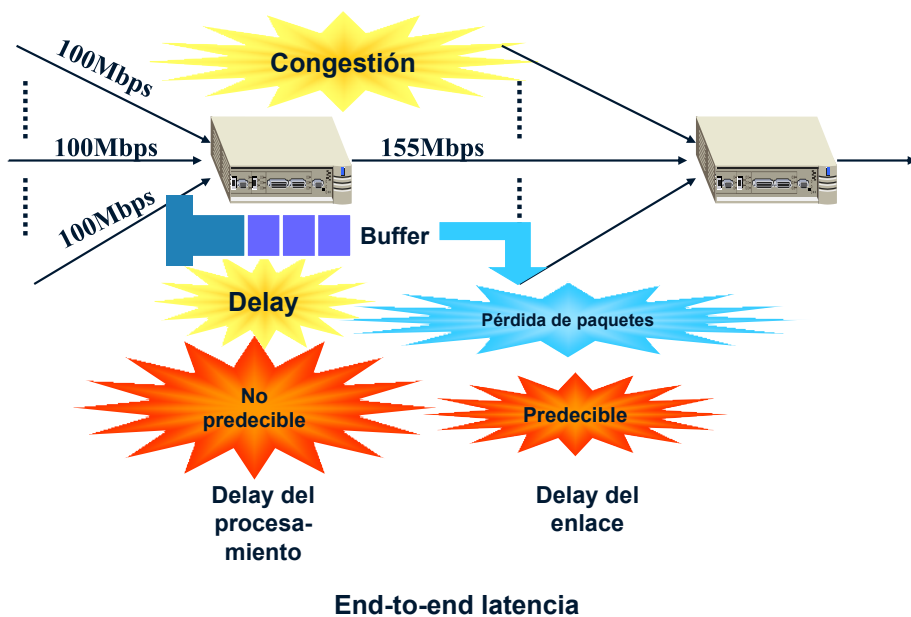 100Mbps
Congestión
100Mbps
155Mbps
100Mbps
Buffer
Delay
Pérdida de paquetes
No
predecible
Predecible
Delay del
procesa-
miento
Delay del
enlace
End-to-end latencia